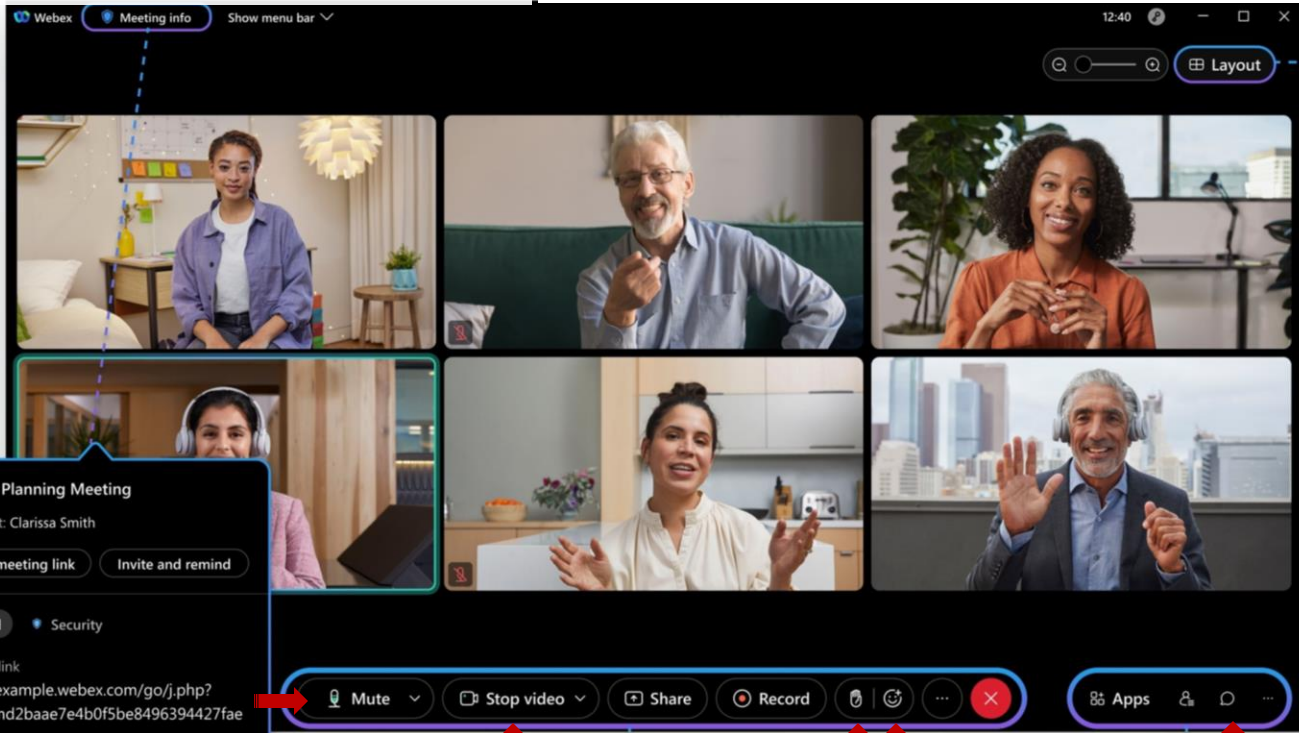 Webex
Meeting info
Show menu bar
12:40
Layout
Planning Meeting
t: Clarissa Smith
meeting link
Invite and remind
Security
link
example.webex.com/go/j.php?
nd2baae7e4b0f5be8496394427fae
Mute
Stop video
Share
Record
Apps